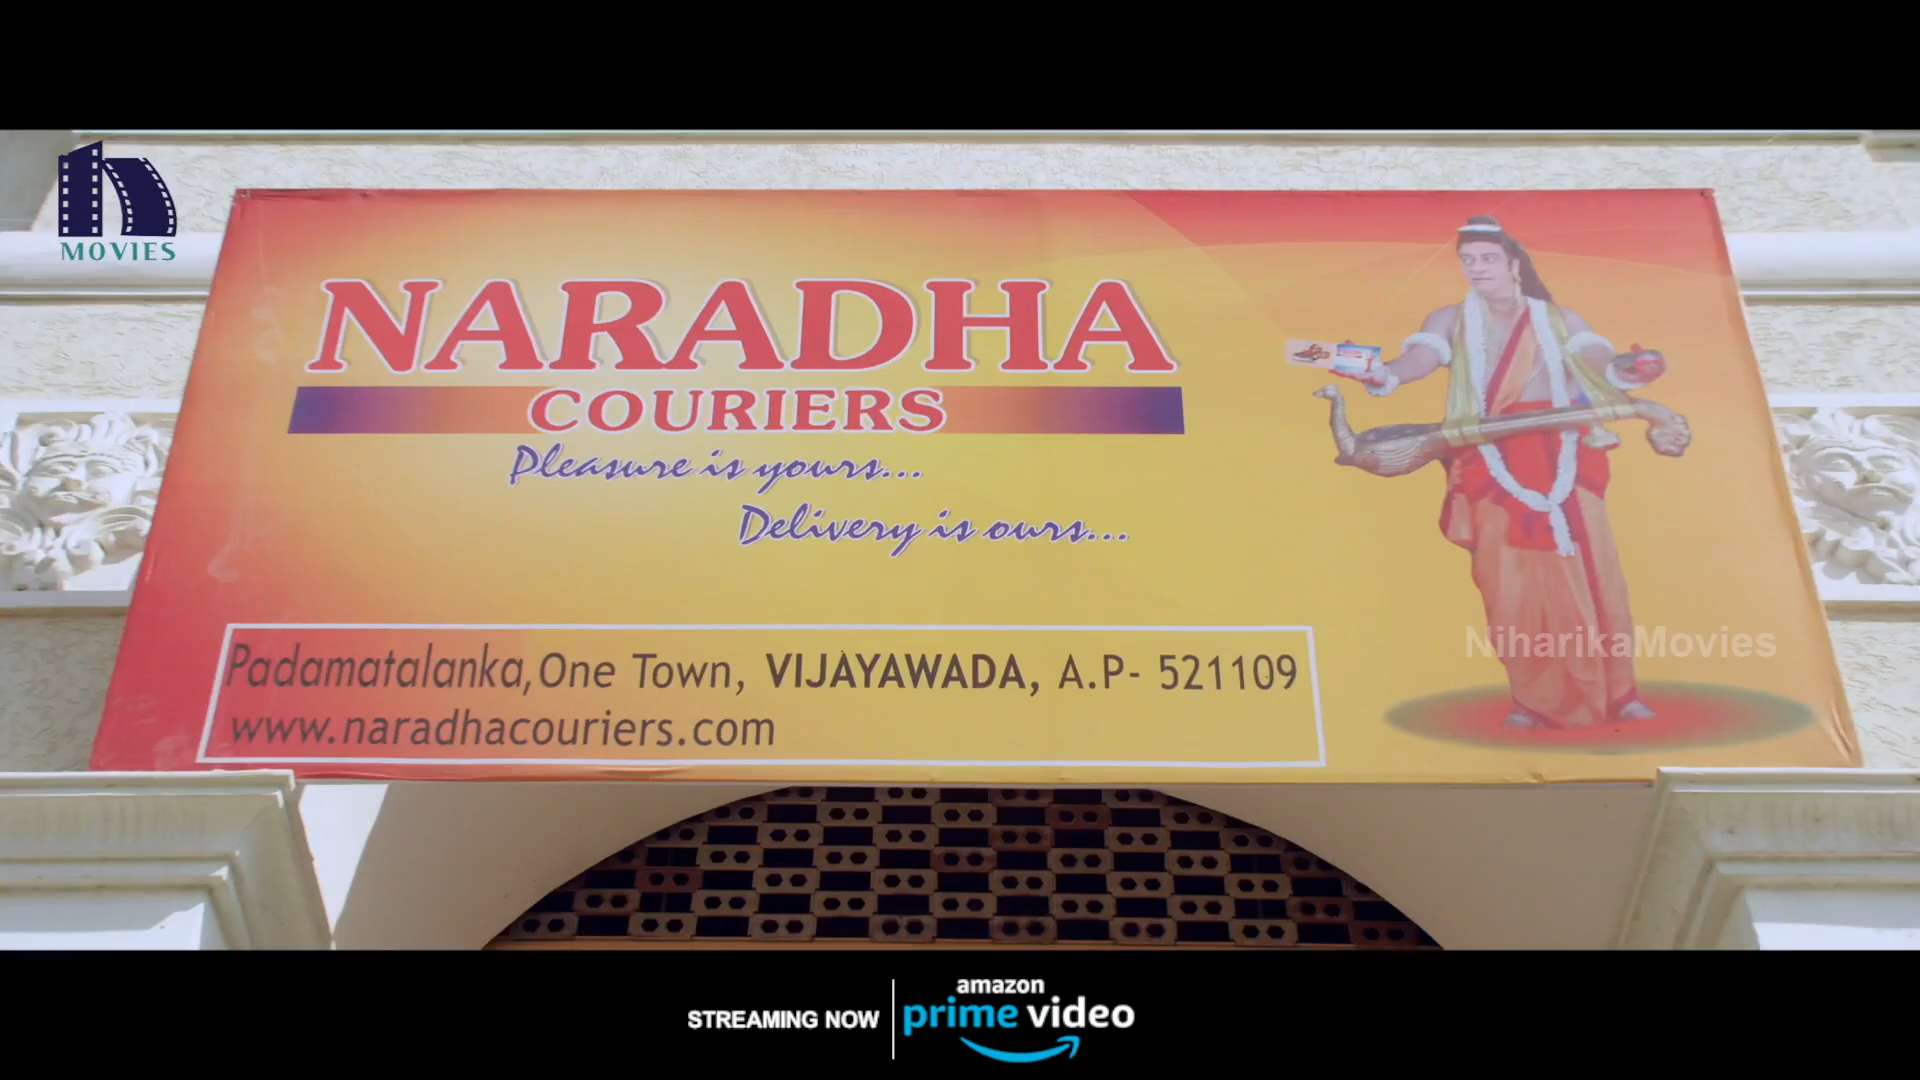 MOVIES
NARADHA
COURIERS
Pleasure is yours...
Delivery is ours...
Padamatalanka, One Town, VIJAYAWADA, A.P- 521109
www.naradhacouriers.com
NiharikaMovies
STREAMING NOW
amazon
prime video